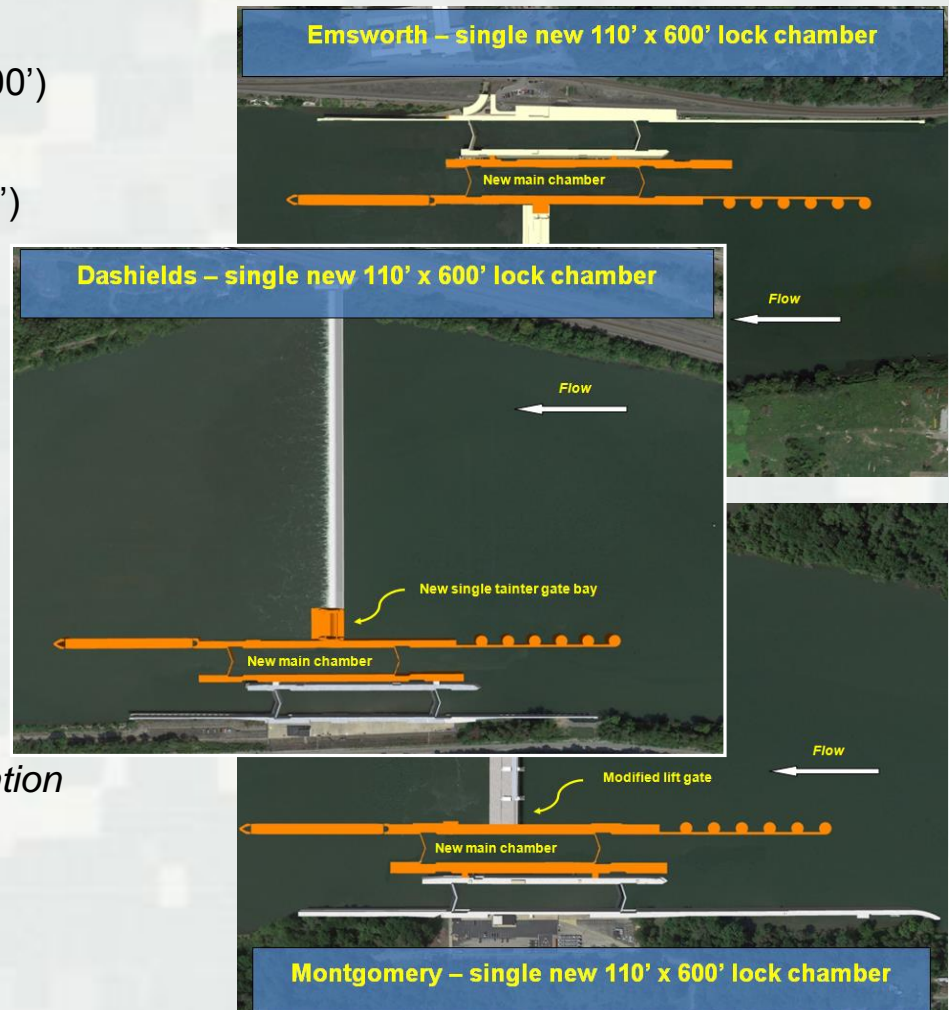 00’)
’)
ation
Emsworth – single new 110’ x 600’ lock chamber
New main chamber
Flow
Dashields – single new 110’ x 600’ lock chamber
Flow
New single tainter gate bay
New main chamber
Flow
Modified lift gate
New main chamber
Montgomery – single new 110’ x 600’ lock chamber